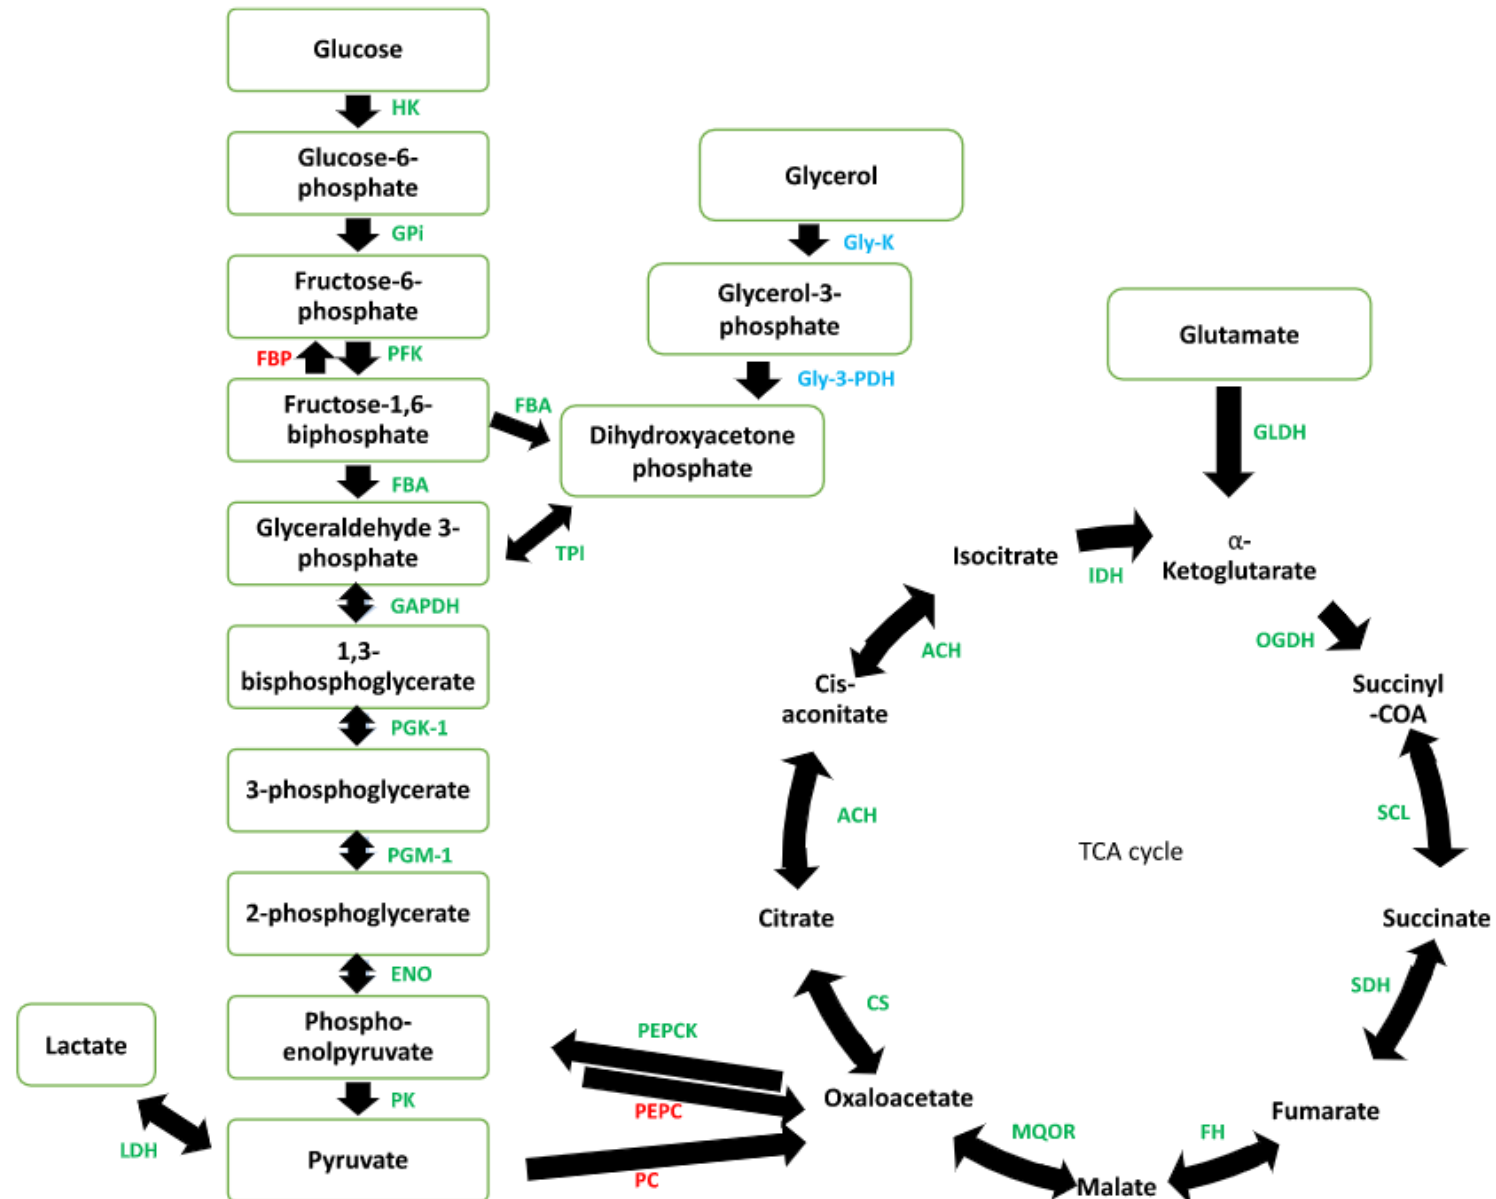 Glucose
HK
Glucose-6-
phosphate
GPi
Fructose-6-
phosphate
FBP
PFK
Fructose-1,6-
biphosphate
FBA
FBA
Glyceraldehyde 3-
phosphate
TPI
GAPDH
1,3-
bisphosphoglycerate
PGK-1
3-phosphoglycerate
PGM-1
2-phosphoglycerate
ENO
Phospho-
enolpyruvate
PK
Pyruvate
Lactate
LDH
Glycerol
Gly-K
Glycerol-3-
phosphate
Gly-3-PDH
Dihydroxyacetone
phosphate
Glutamate
GLDH
α-
Ketoglutarate
IDH
Isocitrate
ACH
Cis-
aconitate
ACH
Citrate
CS
Oxaloacetate
PEPCK
PEPC
PC
MQOR
Malate
FH
Fumarate
SDH
Succinate
SCL
Succinyl
-COA
OGDH
TCA cycle